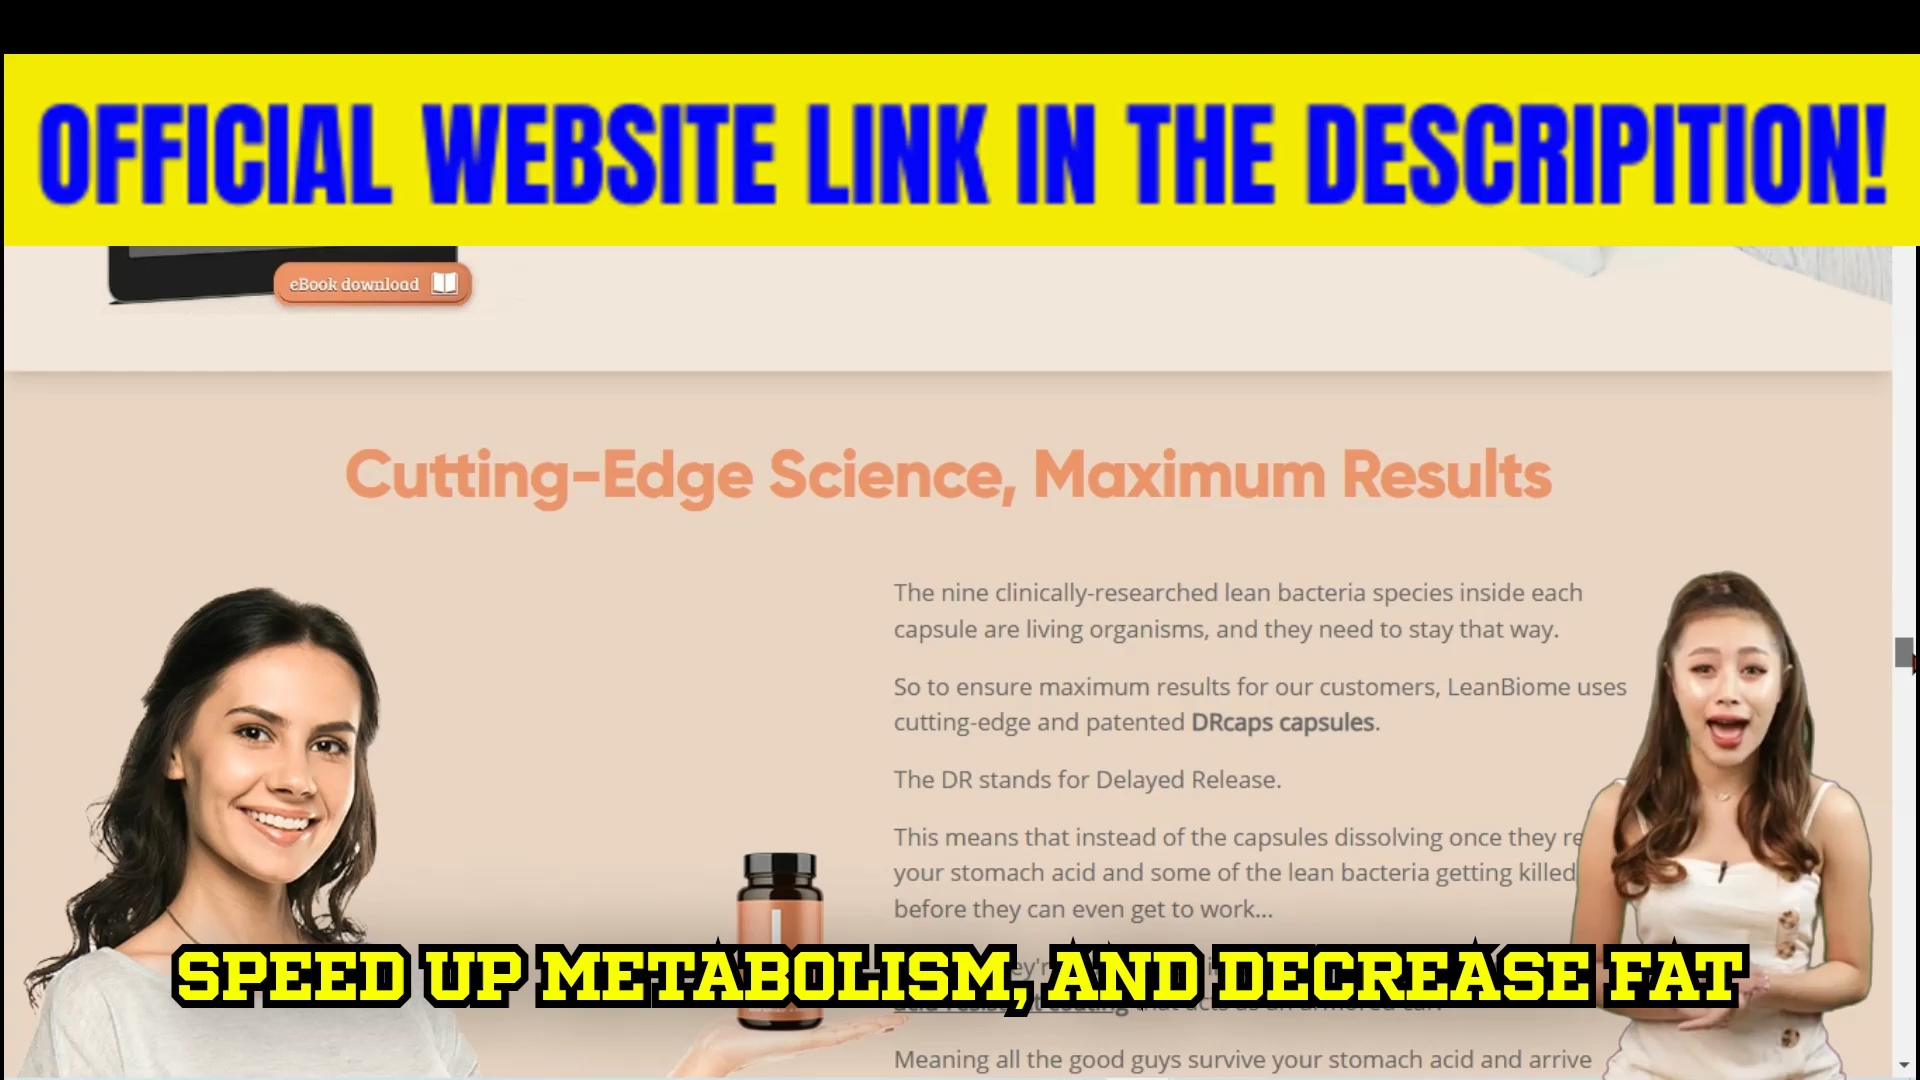 OFFICIAL WEBSITE LINK IN THE DESCRIPITION!
eBook download
Cutting-Edge Science, Maximum Results
The nine clinically-researched lean bacteria species inside each
capsule are living organisms, and they need to stay that way.
So to ensure maximum results for our customers, LeanBiome uses
cutting-edge and patented DRcaps capsules.
The DR stands for Delayed Release.
This means that instead of the capsules dissolving once they
your stomach acid and some of the lean bacteria getting killed
before they can even get to work...
SPEED UP METABOLISM, AND DECREASE FAT
Meaning all the good guys survive your stomach acid and arrive